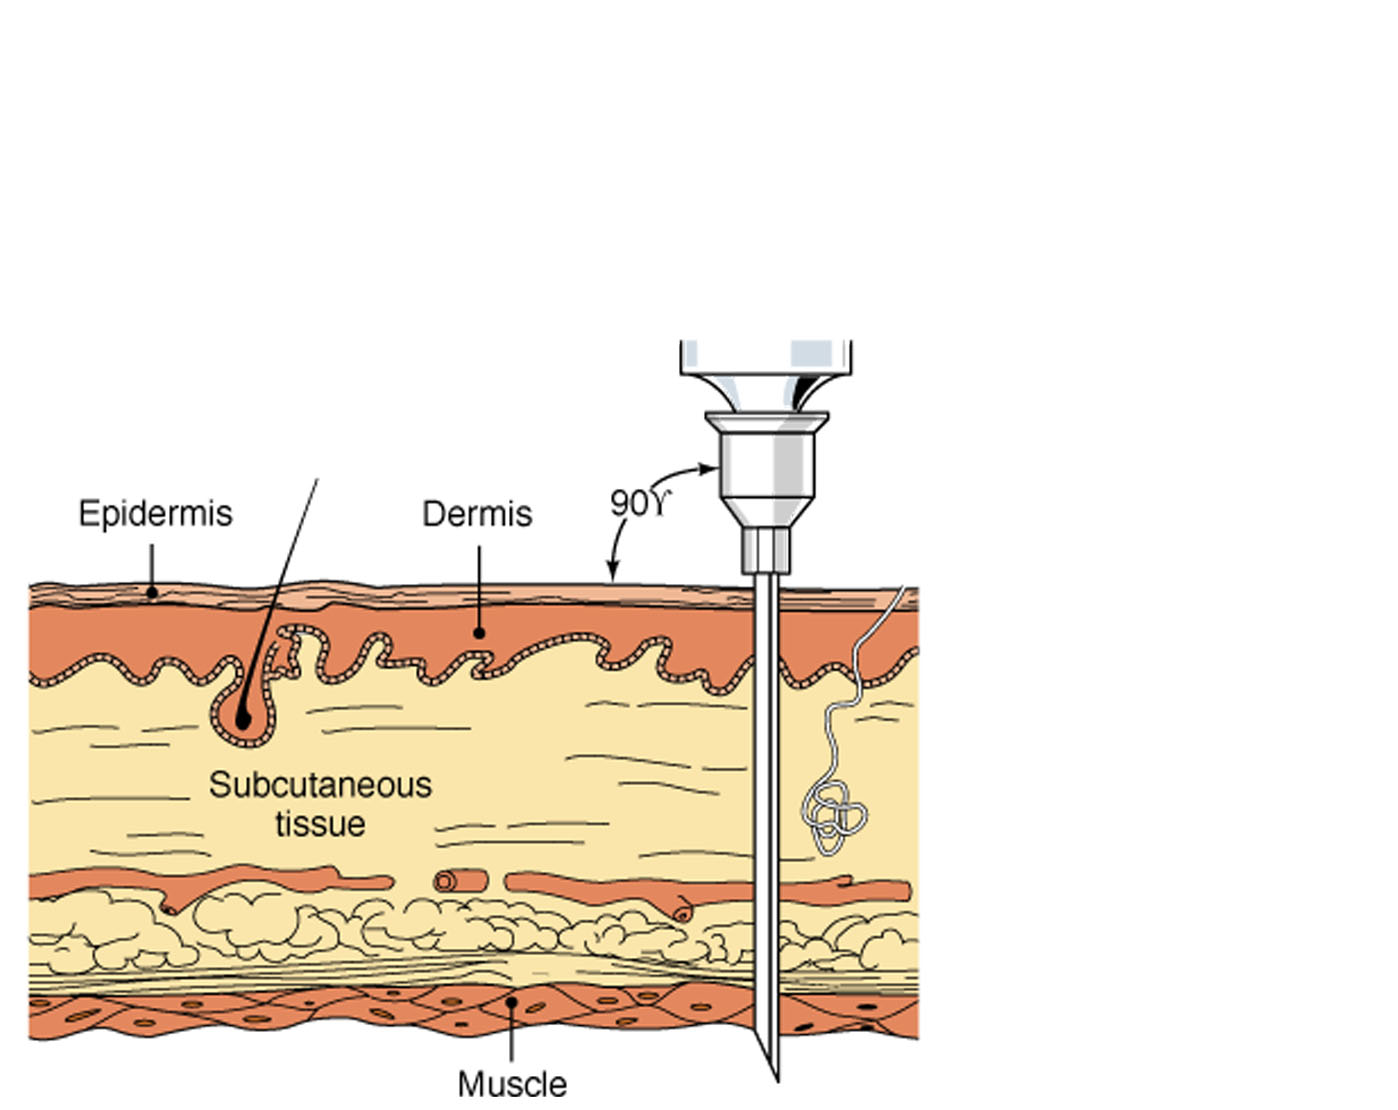 Epidermis
Dermis
90ϒ
Subcutaneous
tissue
Muscle